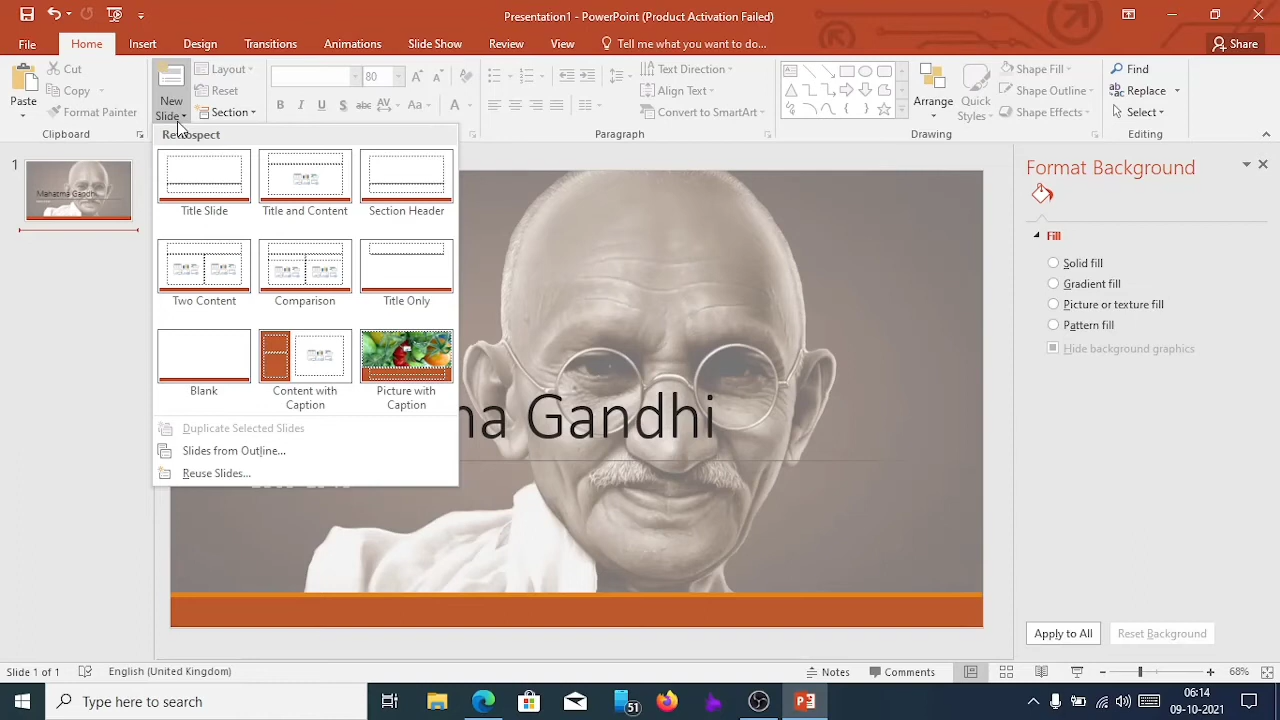 Presentation1 - PowerPoint (Product Activation Failed)
File Home Insert Design Transitions Animations Slide Show Review View Tell me what you want to do... Share
Paste
Cut
Copy
Format Painter
Clipboard
New
Slide
Layout
Reset
Section
80
B I U S abc AV Aa A
Text Direction
Align Text
Convert to SmartArt
Paragraph
Arrange
Quick
Styles
Shape Fill
Shape Outline
Shape Effects
Drawing
Find
Replace
Select
Editing
1
Mahatma Gandhi
Title Slide Title and Content Section Header
Two Content Comparison Title Only
Blank Content with
Caption Picture with
Caption
Duplicate Selected Slides
Slides from Outline...
Reuse Slides...
ma Gandhi
Format Background
Fill
Solid fill
Gradient fill
Picture or texture fill
Pattern fill
Hide background graphics
Apply to All Reset Background
Slide 1 of 1 English (United Kingdom) Notes Comments 68%
Type here to search 51 06:14
09-10-2021